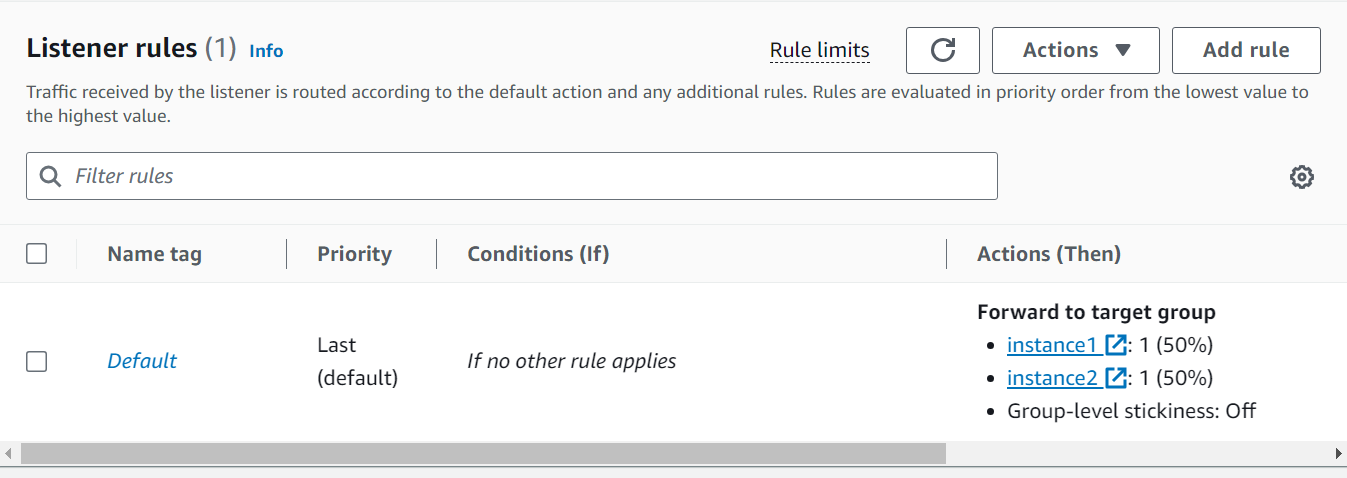 Listener rules (1) Info
Rule limits
Actions
Add rule
Traffic received by the listener is routed according to the default action and any additional rules. Rules are evaluated in priority order from the lowest value to
the highest value.
Filter rules
Name tag
Priority
Conditions (If)
Actions (Then)
Default
Last
(default)
If no other rule applies
Forward to target group
• instance1: 1 (50%)
• instance2: 1 (50%)
• Group-level stickiness: Off